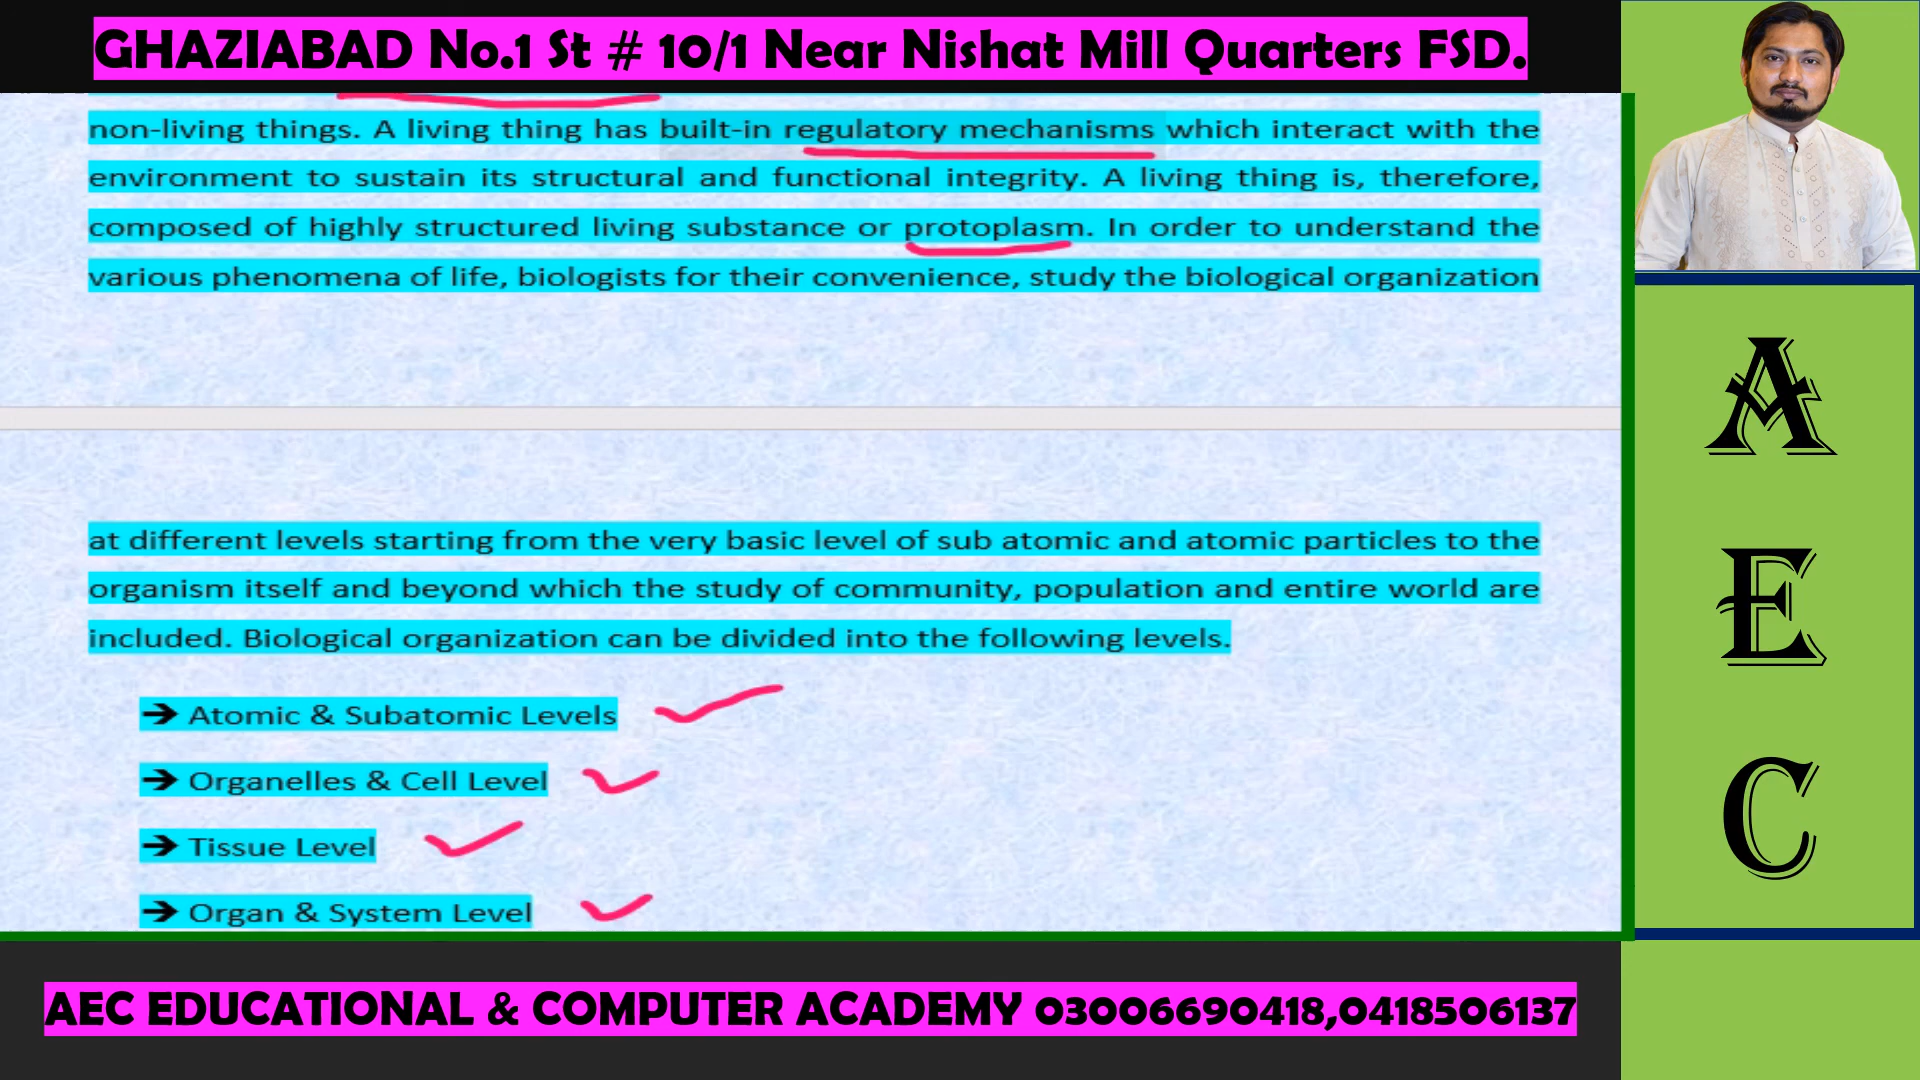 GHAZIABAD No.1 St # 10/1 Near Nishat Mill Quarters FSD.
non-living things. A living thing has built-in regulatory mechanisms which interact with the
environment to sustain its structural and functional integrity. A living thing is, therefore,
composed of highly structured living substance or protoplasm. In order to understand the
various phenomena of life, biologists for their convenience, study the biological organization
at different levels starting from the very basic level of sub atomic and atomic particles to the
organism itself and beyond which the study of community, population and entire world are
included. Biological organization can be divided into the following levels.
➔ Atomic & Subatomic Levels
➔ Organelles & Cell Level
➔ Tissue Level
➔ Organ & System Level
A
E
C
AEC EDUCATIONAL & COMPUTER ACADEMY 03006690418,0418506137